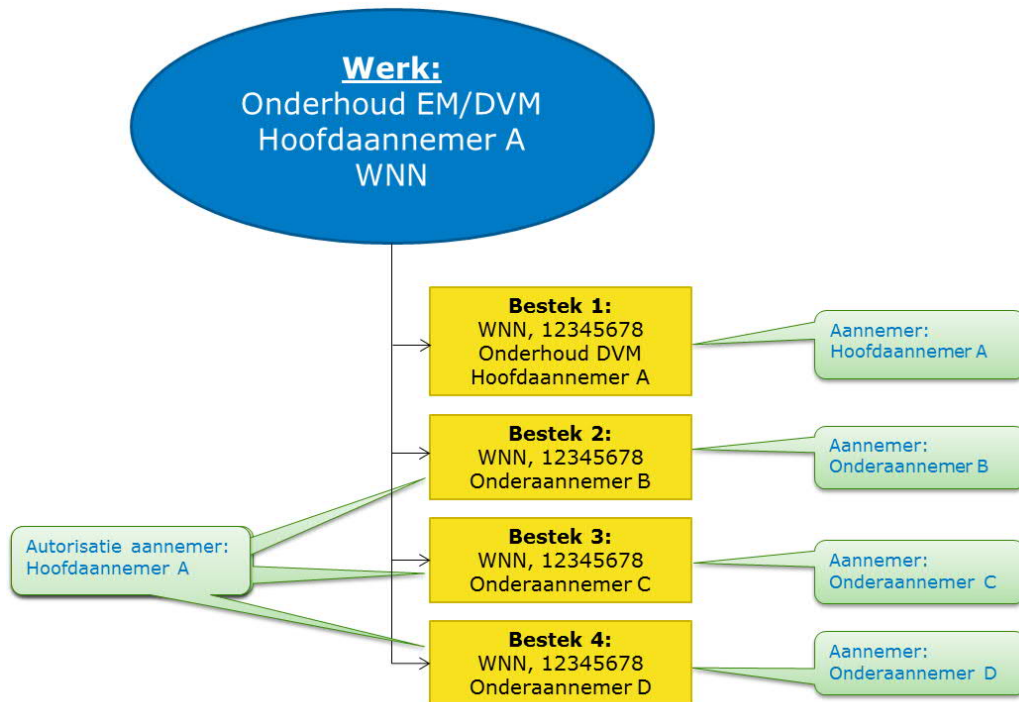 Werk:
Onderhoud EM/DVM
Hoofdaannemer A
WNN
Bestek 1:
WNN, 12345678
Onderhoud DVM
Hoofdaannemer A
Aannemer:
Hoofdaannemer A
Bestek 2:
WNN, 12345678
Onderaannemer B
Aannemer:
Onderaannemer B
Autorisatie aannemer:
Hoofdaannemer A
Bestek 3:
WNN, 12345678
Onderaannemer C
Aannemer:
Onderaannemer C
Bestek 4:
WNN, 12345678
Onderaannemer D
Aannemer:
Onderaannemer D